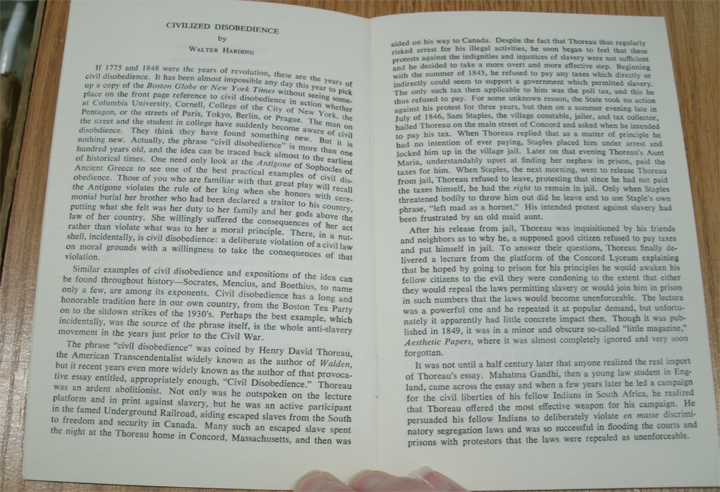 CIVILIZED DISOBEDIENCE
by
WALTER HARDING
If 1775 and 1848 were the years of revolution, these are the years of
civil disobedience. It has been almost impossible any day this year to pick
up a copy of the Boston Globe or New York Times without seeing some-
place on the front page reference to civil disobedience in action whether
at Columbia University, Cornell, College of the City of New York, the
Pentagon, or the streets of Paris, Tokyo, Berlin, or Prague. The man on
the street and the student in college have suddenly become aware of civil
disobdience. They think they have found something new. But it is
nothing new. Actually, the phrase "civil disobedience" is more than one
hundred years old, and the idea can be traced back almost to the earliest
of historical times. One need only look at the Antigone of Sophocles of
Ancient Greece to see one of the best practical examples of civil dis-
obedience. Those of you who are familiar with that great play will recall
the Antigone violates the rule of her king when she honors with cere-
monial burial her brother who had been declared a traitor to his country,
putting what she felt was her duty to her family and her gods above the
law of her country. She willingly suffered the consequences of her act
rather than violate what was to her a moral principle. There, in a nut-
shell, incidentally, is civil disobedience: a deliberate violation of a civil law
on moral grounds with a willingness to take the consequences of that
violation.
Similar examples of civil disobedience and expositions of the idea can
be found throughout history—Socrates, Mencius, and Boethius, to name
only a few, are among its exponents. Civil disobedience has a long and
honorable tradition here in our own country, from the Boston Tea Party
on to the sitdown strikes of the 1930's. Perhaps the best example, which
incidentally, was the source of the phrase itself, is the whole anti-slavery
movement in the years just prior to the Civil War.
The phrase "civil disobedience" was coined by Henry David Thoreau,
the American Transcendentalist widely known as the author of Walden,
but it recent years even more widely known as the author of that provoca-
tive essay entitled, appropriately enough, "Civil Disobedience." Thoreau
was an ardent abolitionist. Not only was he outspoken on the lecture
platform and in print against slavery, but he was an active participant
in the famed Underground Railroad, aiding escaped slaves from the South
to freedom and security in Canada. Many such an escaped slave spent
the night at the Thoreau home in Concord, Massachusetts, and then was
aided on his way to Canada. Despite the fact that Thoreau thus regularly
risked arrest for his illegal activities, he soon began to feel that these
protests against the indignities and injustices of slavery were not sufficient
and he decided to take a more overt and more effective step. Beginning
with the summer of 1843, he refused to pay any taxes which directly or
indirectly could seem to support a government which permitted slavery.
The only such tax then applicable to him was the poll tax, and this he
thus refused to pay. For some unknown reason, the State took no action
against his protest for three years, but then on a summer evening late in
July of 1846, Sam Staples, the village constable, jailer, and tax collector,
hailed Thoreau on the main street of Concord and asked when he intended
to pay his tax. When Thoreau replied that as a matter of principle he
had no intention of ever paying, Staples placed him under arrest and
locked him up in the village jail. Later on that evening Thoreau's Aunt
Maria, understandably upset at finding her nephew in prison, paid the
taxes for him. When Staples, the next morning, went to release Thoreau
from jail, Thoreau refused to leave, protesting that since he had not paid
the taxes himself, he had the right to remain in jail. Only when Staples
threatened bodily to throw him out did he leave and to use Staple's own
phrase, "left mad as a hornet." His intended protest against slavery had
been frustrated by an old maid aunt.
After his release from jail, Thoreau was inquisitioned by his friends
and neighbors as to why he, a supposed good citizen refused to pay taxes
and put himself in jail. To answer their questions, Thoreau finally de-
livered a lecture from the platform of the Concord Lyceum explaining
that he hoped by going to prison for his principles he would awaken his
fellow citizens to the evil they were condoning to the extent that either
they would repeal the laws permitting slavery or would join him in prison
in such numbers that the laws would become unenforceable. The lecture
was a powerful one and he repeated it at popular demand, but unfortu-
nately it apparently had little concrete impact then. Though it was pub-
lished in 1849, it was in a minor and obscure so-called "little magazine,"
Aesthetic Papers, where it was almost completely ignored and very soon
forgotten.
It was not until a half century later that anyone realized the real import
of Thoreau's essay. Mahatma Gandhi, then a young law student in Eng-
land, came across the essay and when a few years later he led a campaign
for the civil liberties of his fellow Indians in South Africa, he realized
that Thoreau offered the most effective weapon for his campaign. He
persuaded his fellow Indians to deliberately violate en masse discrimi-
natory segregation laws and was so successful in flooding the courts and
prisons with protestors that the laws were repealed as unenforceable.